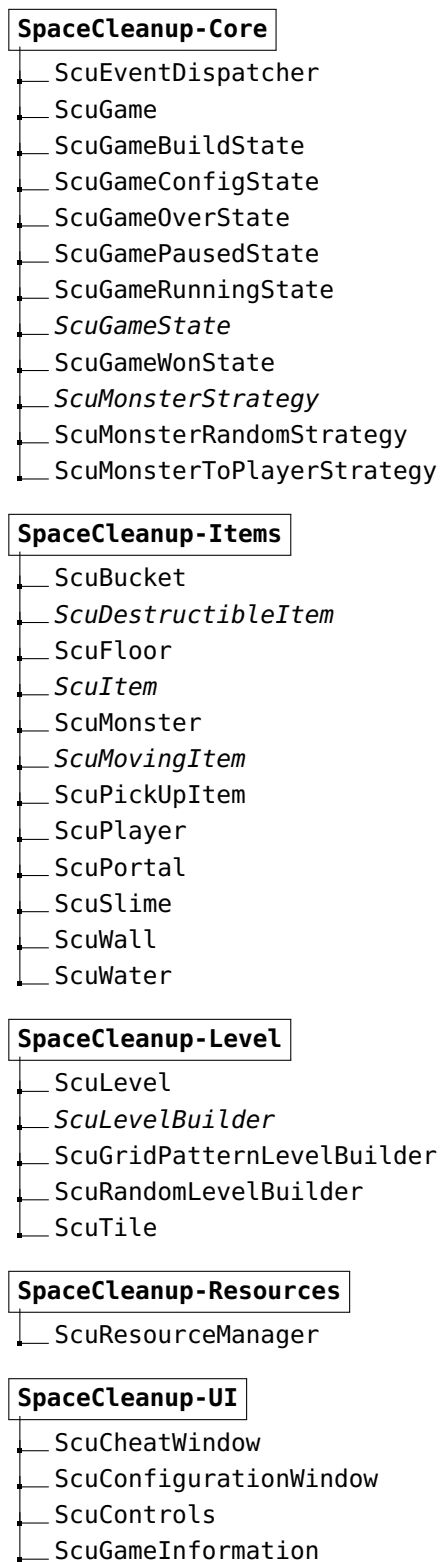 SpaceCleanup-Core
ScuEventDispatcher
ScuGame
ScuGameBuildState
ScuGameConfigState
ScuGameOverState
ScuGamePausedState
ScuGameRunningState
ScuGameState
ScuGameWonState
ScuMonsterStrategy
ScuMonsterRandomStrategy
ScuMonsterToPlayerStrategy
SpaceCleanup-Items
ScuBucket
ScuDestructibleItem
ScuFloor
ScuItem
ScuMonster
ScuMovingItem
ScuPickUpItem
ScuPlayer
ScuPortal
ScuSlime
ScuWall
ScuWater
SpaceCleanup-Level
ScuLevel
ScuLevelBuilder
ScuGridPatternLevelBuilder
ScuRandomLevelBuilder
ScuTile
SpaceCleanup-Resources
ScuResourceManager
SpaceCleanup-UI
ScuCheatWindow
ScuConfigurationWindow
ScuControls
ScuGameInformation